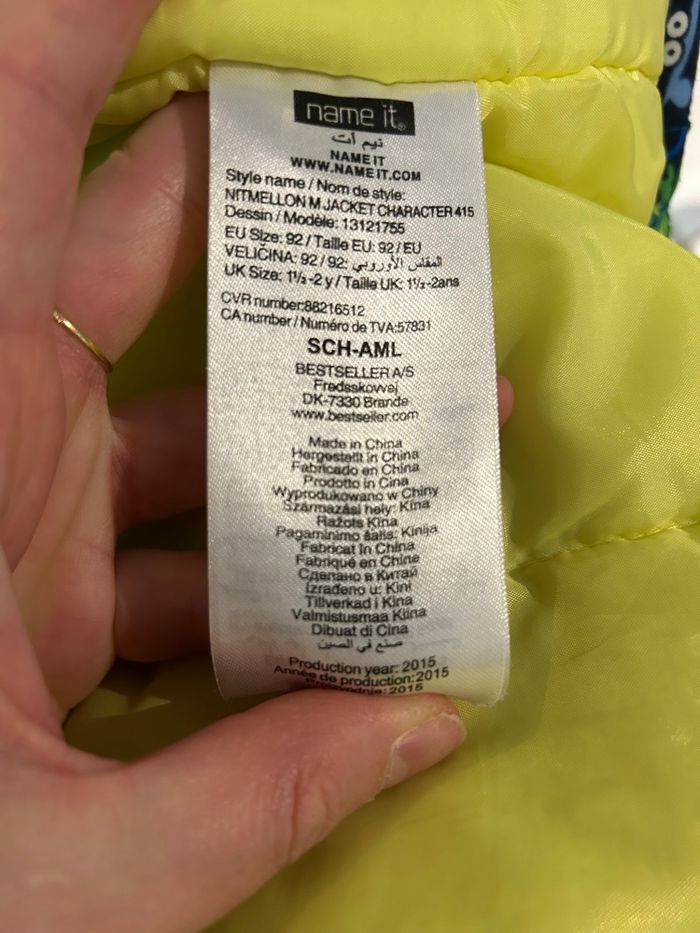 name it
نيم أت
NAME IT
WWW.NAMEIT.COM
Style name / Nom de style:
NITMELLON M JACKET CHARACTER 415
Dessin / Modèle: 13121755
EU Size: 92 / Taille EU: 92 / EU
VELIČINA: 92 / 92: المقاس الأوروبي
UK Size: 1½-2 y / Taille UK: 1½-2ans
CVR number:88216512
CA number / Numéro de TVA:57831
SCH-AML
BESTSELLER A/S
Fredskovvej
DK-7330 Brande
www.bestseller.com
Made in China
Hergestellt in China
Fabricado en China
Prodotto in Cina
Wyprodukowano w Chiny
Származási hely: Kína
Ražots Ķīna
Pagaminimo šalis: Kinija
Fabricat în China
Fabriqué en Chine
Сделано в Китай
Izrađeno u: Kini
Tillverkad i Kina
Valmistusmaa Kiina
Dibuat di Cina
صنع في الصين
Production year: 2015
Année de production: 2015
: 2015